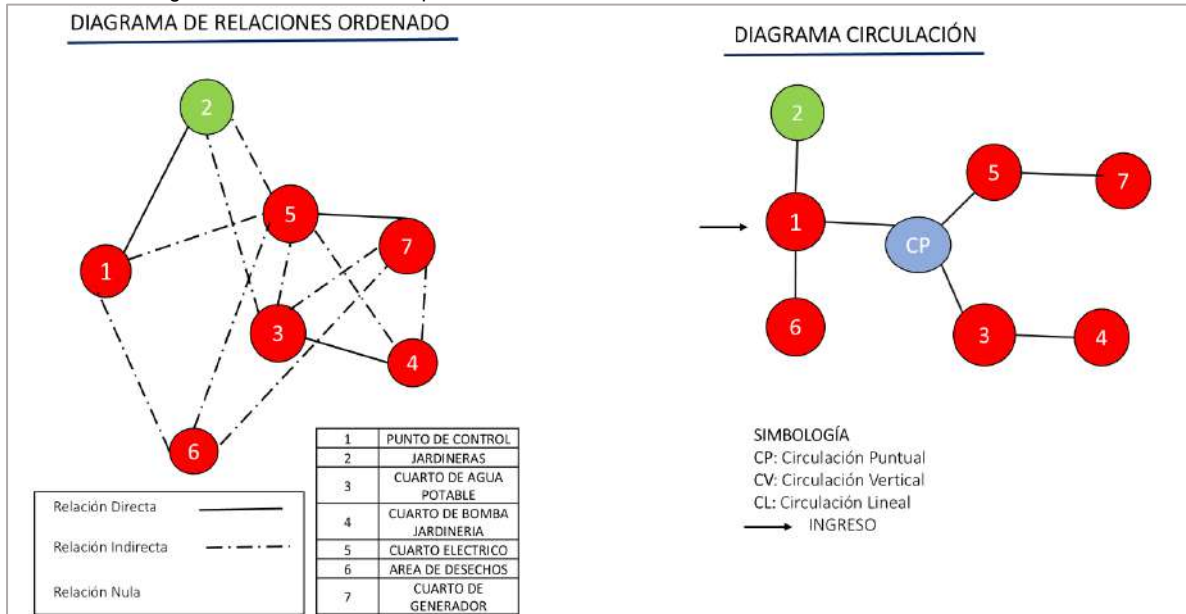 DIAGRAMA DE RELACIONES ORDENADO
2
5
7
1
3
4
6
Relación Directa
Relación Indirecta
Relación Nula
1 PUNTO DE CONTROL
2 JARDINERAS
3 CUARTO DE AGUA
POTABLE
4 CUARTO DE BOMBA
JARDINERIA
5 CUARTO ELECTRICO
6 AREA DE DESECHOS
7 CUARTO DE
GENERADOR
DIAGRAMA CIRCULACIÓN
2
5
7
1
CP
6
3
4
SIMBOLOGÍA
CP: Circulación Puntual
CV: Circulación Vertical
CL: Circulación Lineal
INGRESO